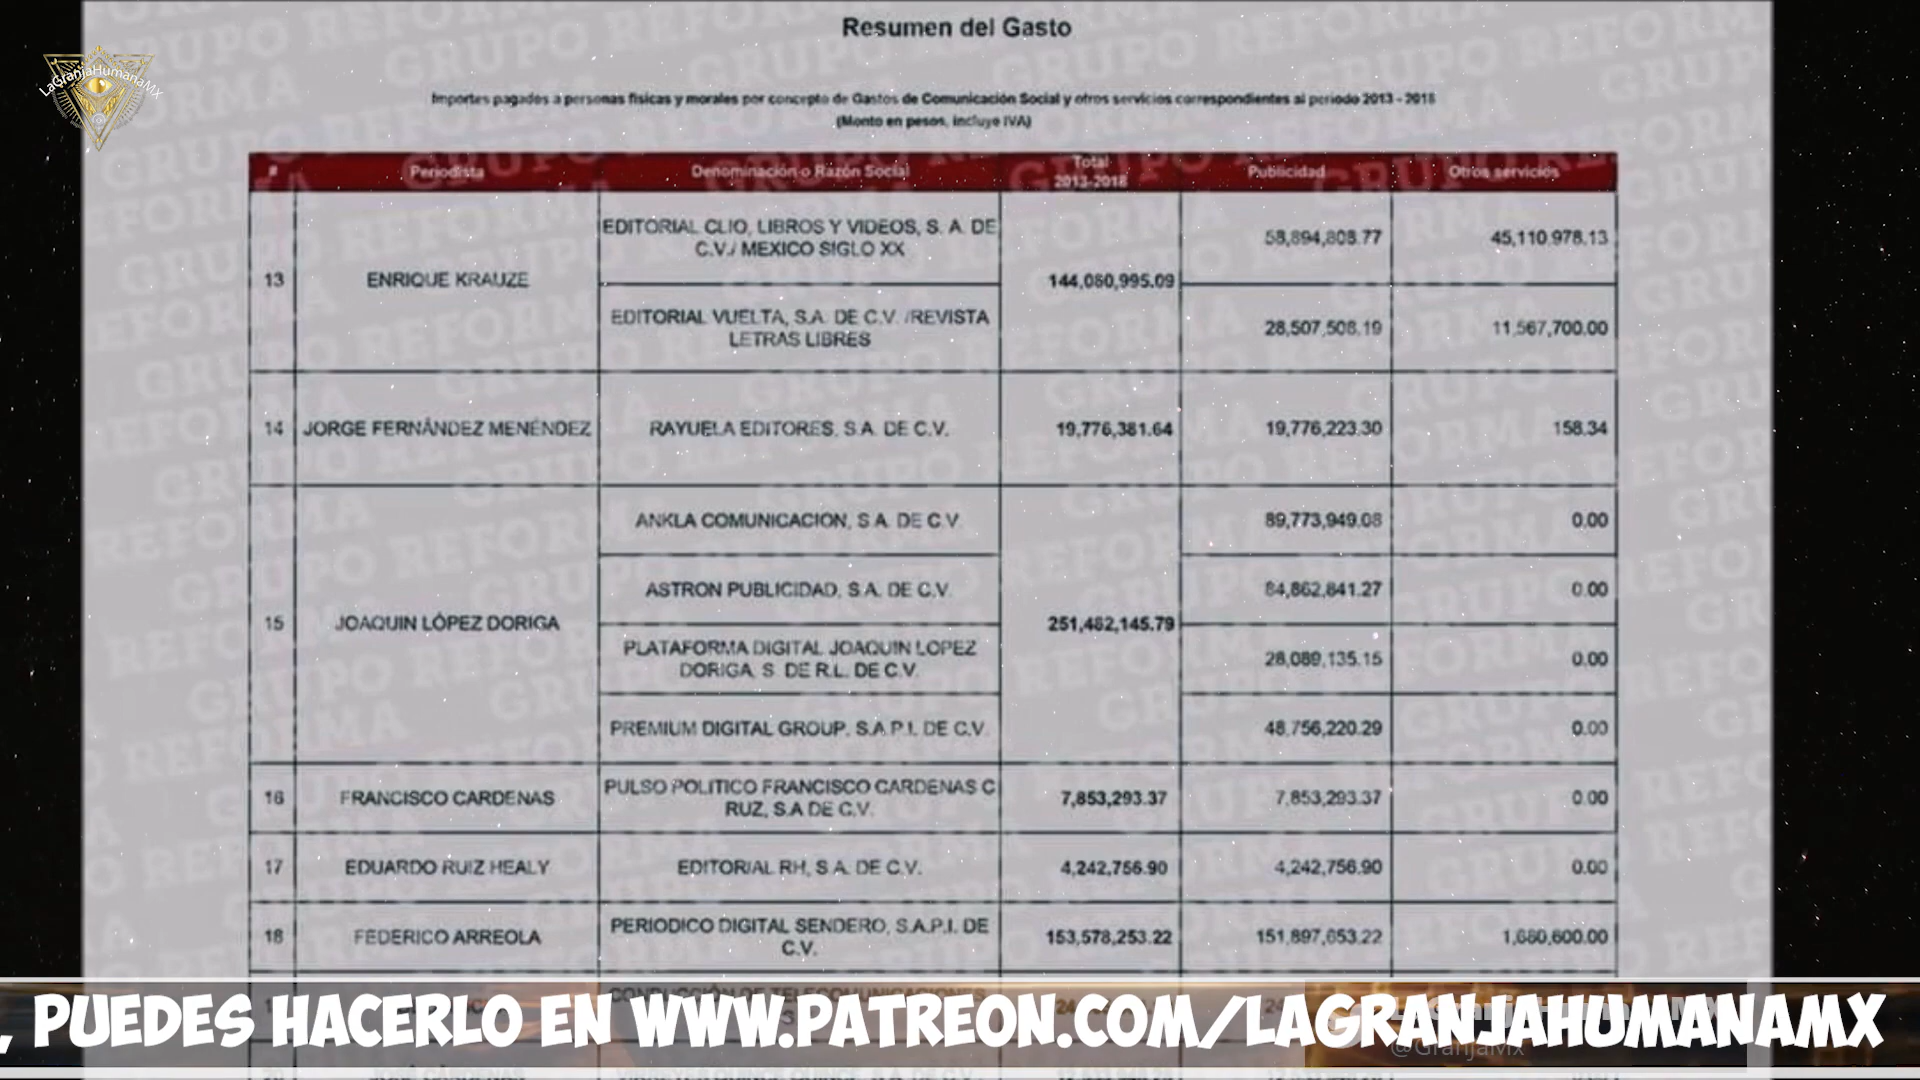 Resumen del Gasto
LaGranjaHumanaMX
Importes pagados a personas físicas y morales por concepto de Gastos de Comunicación Social y otros servicios correspondientes al periodo 2013 - 2018
(Monto en pesos, incluye IVA)
# Periodista Denominación o Razón Social Total 2013-2018 Publicidad Otros servicios
EDITORIAL CLIO, LIBROS Y VIDEOS, S. A. DE
C.V./ MEXICO SIGLO XX
58,894,808.77 45,110,978.13
13 ENRIQUE KRAUZE 144,080,995.09
EDITORIAL VUELTA, S.A. DE C.V. /REVISTA
LETRAS LIBRES
28,507,508.19 11,567,700.00
14 JORGE FERNÁNDEZ MENÉNDEZ RAYUELA EDITORES, S.A. DE C.V. 19,776,381.64 19,776,223.30 158.34
ANKLA COMUNICACION, S.A. DE C.V. 89,773,949.08 0.00
ASTRON PUBLICIDAD, S.A. DE C.V. 84,862,841.27 0.00
15 JOAQUIN LÓPEZ DORIGA 251,482,145.79
PLATAFORMA DIGITAL JOAQUIN LOPEZ
DORIGA, S. DE R.L. DE C.V.
28,089,135.15 0.00
PREMIUM DIGITAL GROUP, S.A.P.I. DE C.V. 48,756,220.29 0.00
16 FRANCISCO CARDENAS PULSO POLITICO FRANCISCO CARDENAS C
RUZ, S.A DE C.V.
7,853,293.37 7,853,293.37 0.00
17 EDUARDO RUIZ HEALY EDITORIAL RH, S.A. DE C.V. 4,242,756.90 4,242,756.90 0.00
18 FEDERICO ARREOLA PERIODICO DIGITAL SENDERO, S.A.P.I. DE
C.V.
153,578,253.22 151,897,653.22 1,680,600.00
, PUEDES HACERLO EN WWW.PATREON.COM/LAGRANJAHUMANAMX
@GranjaMx
GRUPO REFORMA